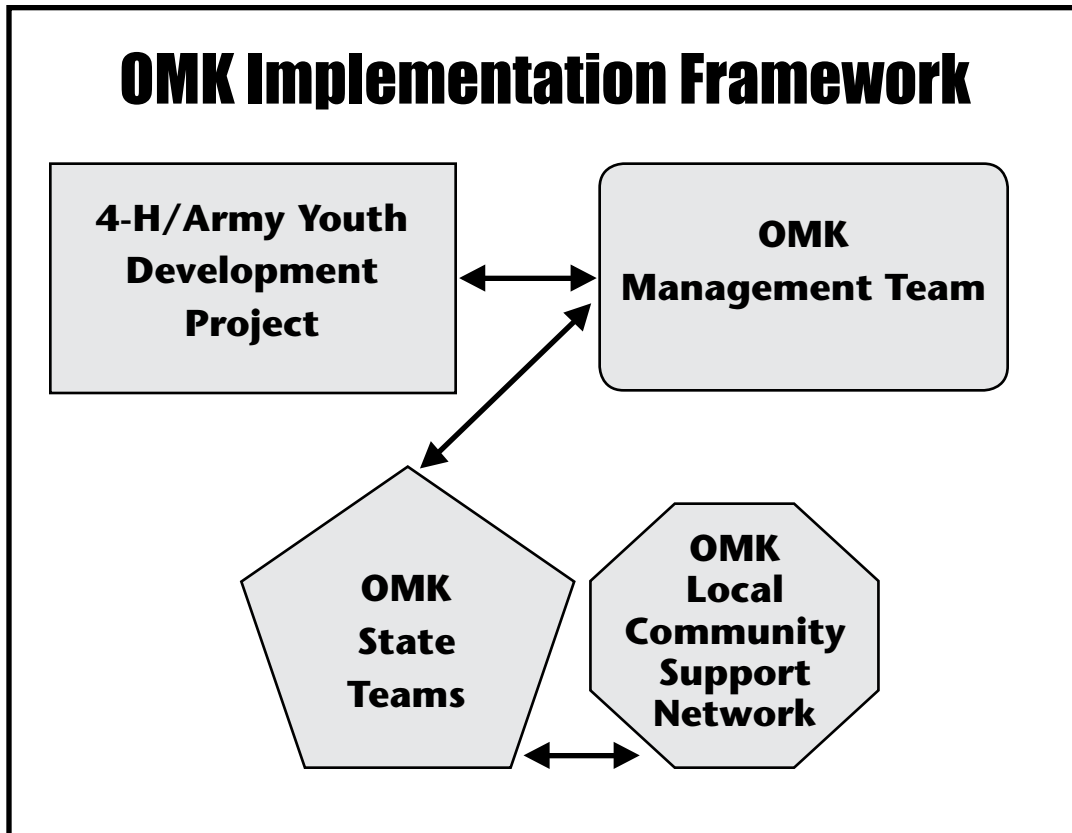 OMK Implementation Framework
4-H/Army Youth
Development
Project
OMK
Management Team
OMK
State
Teams
OMK
Local
Community
Support
Network